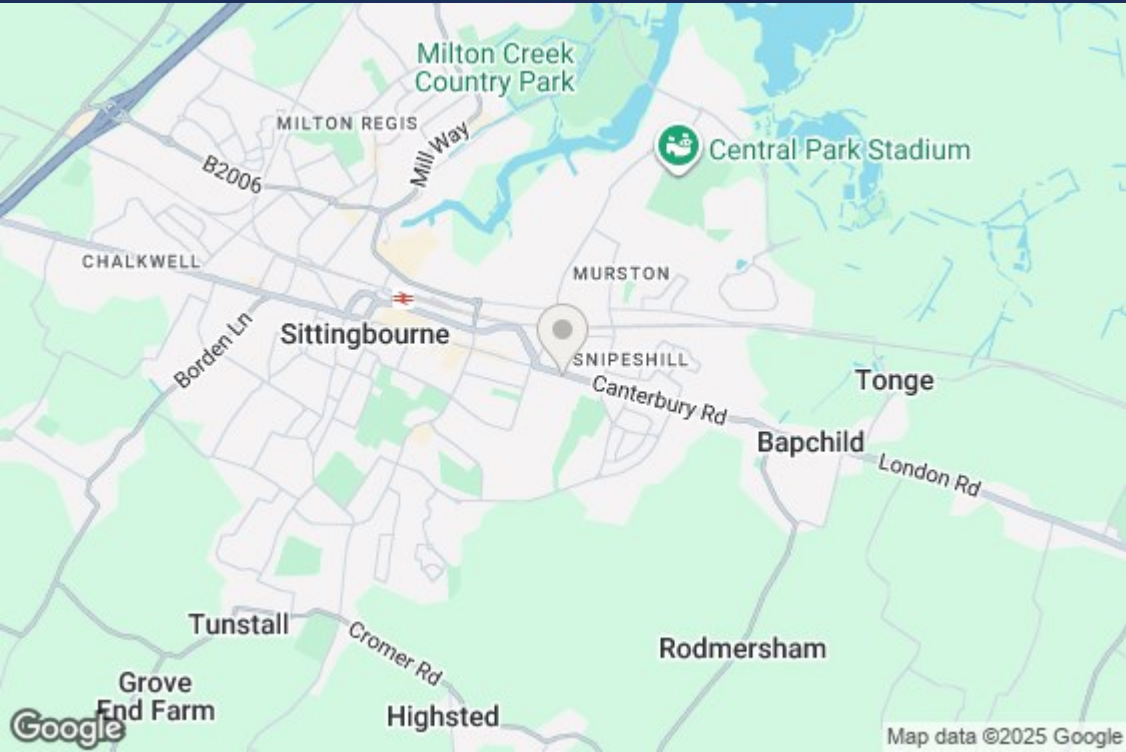 Milton Creek
Country Park
MILTON REGIS
Mill Way
Central Park Stadium
B2006
CHALKWELL
MURSTON
Sittingbourne
Borden Ln
SNIPESHILL
Canterbury Rd
Tonge
Bapchild
London Rd
Tunstall
Cromer Rd
Rodmersham
Grove
End Farm
Highsted
Google
Map data ©2025 Google